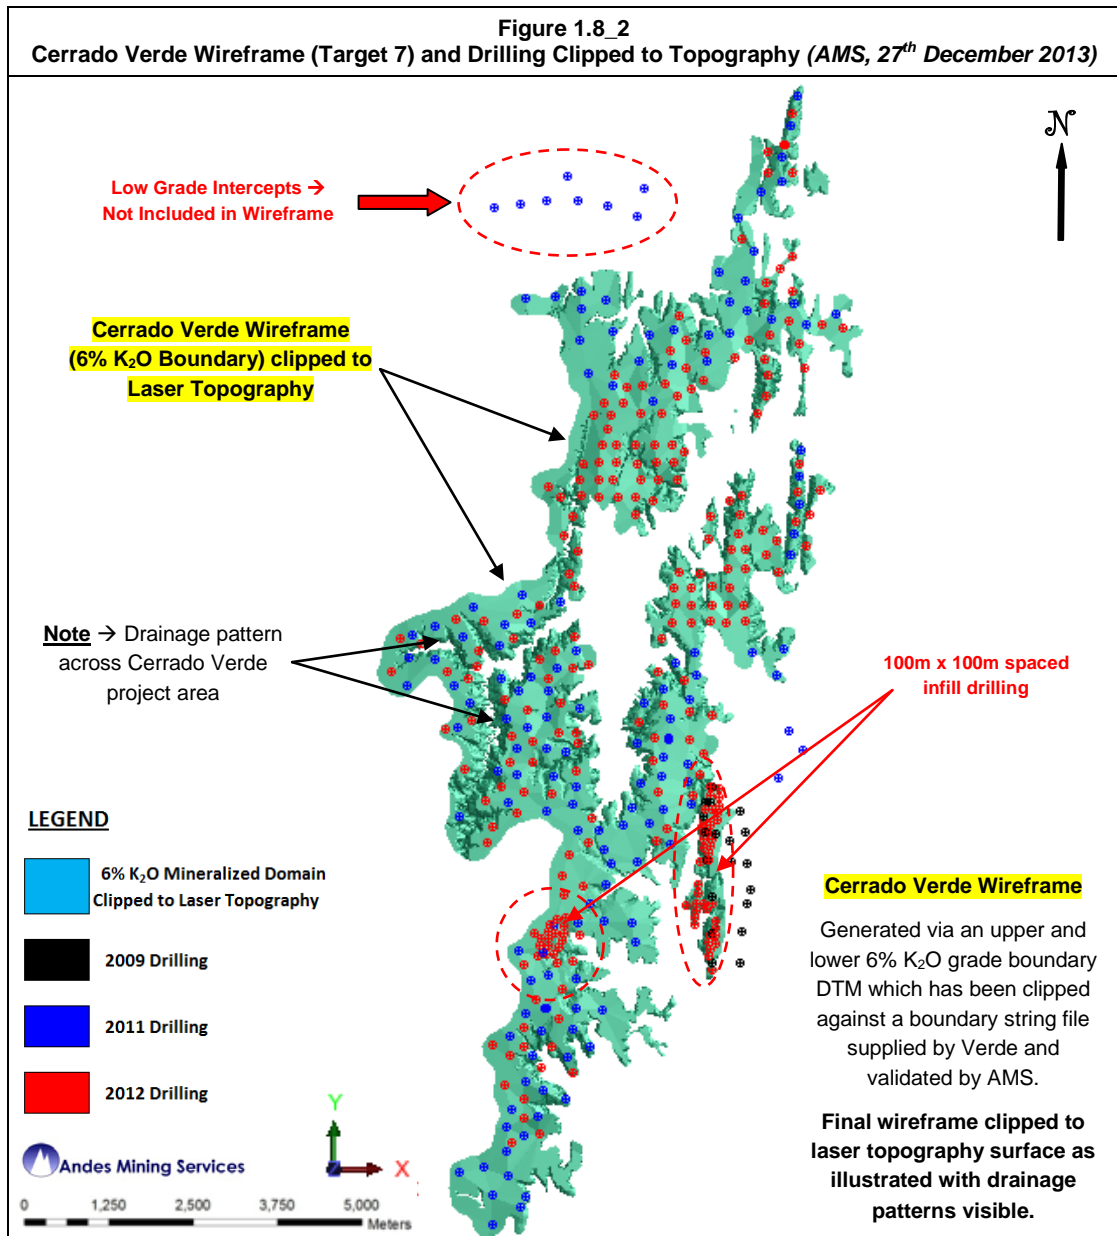 Figure 1.8_2
Cerrado Verde Wireframe (Target 7) and Drilling Clipped to Topography (AMS, 27th December 2013)
N
Low Grade Intercepts →
Not Included in Wireframe
Cerrado Verde Wireframe
(6% K₂O Boundary) clipped to
Laser Topography
Note → Drainage pattern
across Cerrado Verde
project area
100m x 100m spaced
infill drilling
LEGEND
6% K₂O Mineralized Domain
Clipped to Laser Topography
2009 Drilling
2011 Drilling
2012 Drilling
Cerrado Verde Wireframe
Generated via an upper and
lower 6% K₂O grade boundary
DTM which has been clipped
against a boundary string file
supplied by Verde and
validated by AMS.
Final wireframe clipped to
laser topography surface as
illustrated with drainage
patterns visible.
Y
X
Andes Mining Services
0 1,250 2,500 3,750 5,000
Meters